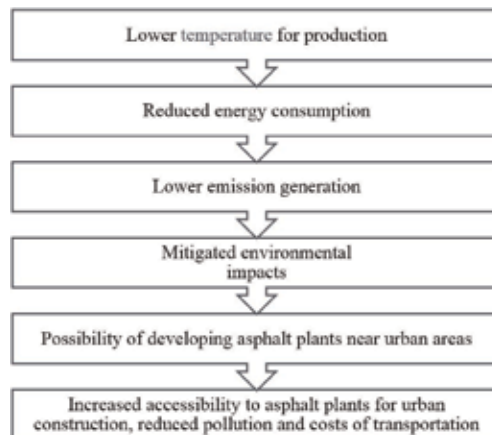 Lower temperature for production
Reduced energy consumption
Lower emission generation
Mitigated environmental
impacts
Possibility of developing asphalt plants near urban areas
Increased accessibility to asphalt plants for urban
construction, reduced pollution and costs of transportation